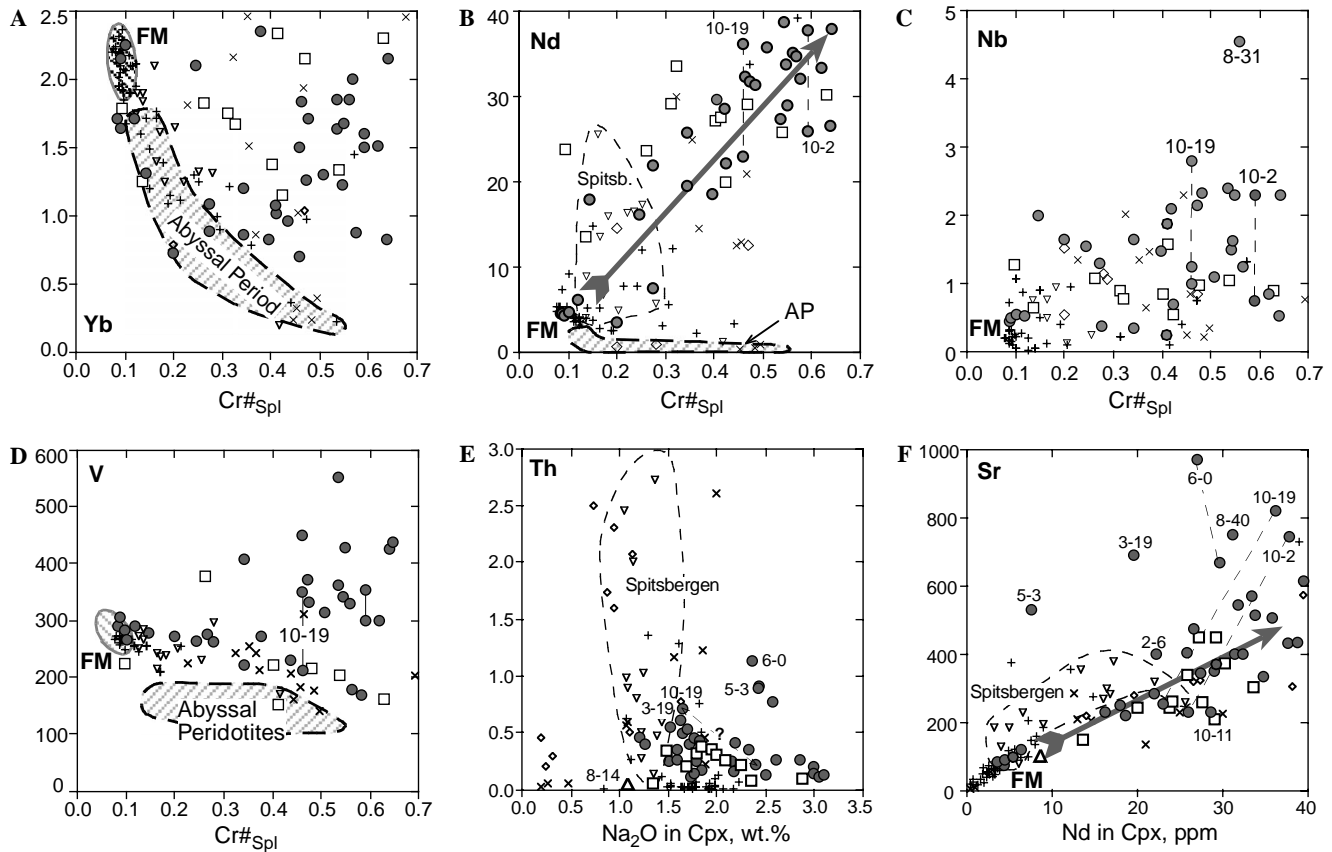 A
FM
2.5
2.0
1.5
1.0
0.5
0.0
Abyssal Period
Yb
0.0 0.1 0.2 0.3 0.4 0.5 0.6 0.7
Cr#Spl
B
Nd
10-19
40
30
20
10
0
Spitsb.
10-2
AP
FM
0.0 0.1 0.2 0.3 0.4 0.5 0.6 0.7
Cr#Spl
C
Nb
5
4
3
2
1
0
8-31
10-19
10-2
FM
0.0 0.1 0.2 0.3 0.4 0.5 0.6 0.7
Cr#Spl
D
V
600
500
400
300
200
100
0
10-19
FM
Abyssal
Peridotites
0.0 0.1 0.2 0.3 0.4 0.5 0.6 0.7
Cr#Spl
E
Th
3.0
2.5
2.0
1.5
1.0
0.5
0.0
Spitsbergen
6-0
5-3
10-19
3-19
?
8-14
0.0 0.5 1.0 1.5 2.0 2.5 3.0 3.5
Na2O in Cpx, wt.%
F
Sr
1000
800
600
400
200
0
6-0
10-19
8-40
3-19
10-2
5-3
2-6
Spitsbergen
10-11
FM
0 10 20 30 40
Nd in Cpx, ppm